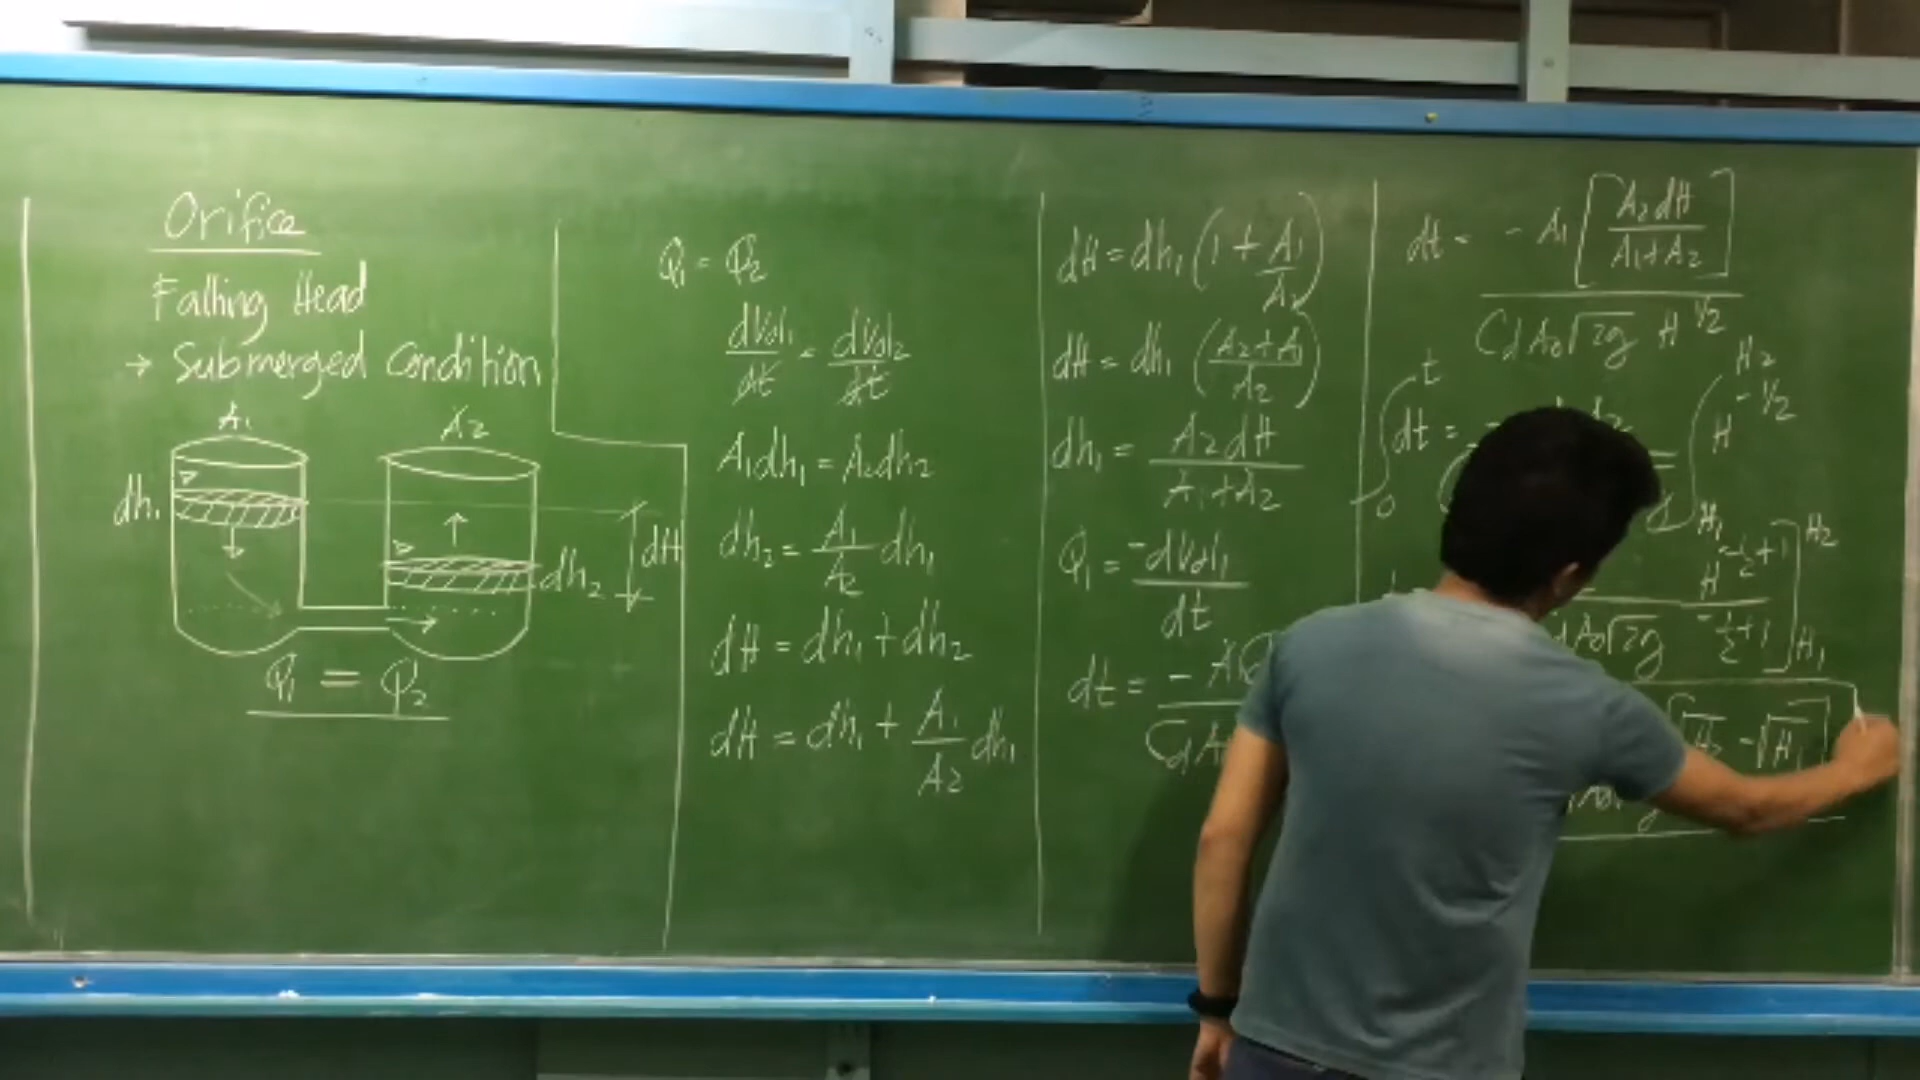 Orifice
Falling Head
→ Submerged Condition
A₁ A₂
dh₁
dH
dh₂
Q₁ = Q₂
Q₁ = Q₂
dVol₁/dt = dVol₂/dt
A₁dh₁ = A₂dh₂
dh₂ = A₁/A₂ dh₁
dH = dh₁ + dh₂
dH = dh₁ + A₁/A₂ dh₁
dH = dh₁ (1 + A₁/A₂)
dH = dh₁ (A₂+A₁/A₂)
dh₁ = A₂dH/A₁+A₂
Q₁ = -dVol₁/dt
dt = -A
CdA
dt = -A₁ [A₂dH/A₁+A₂] / CdA₀√2g H^1/2
∫₀ᵗ dt = ∫ H₁ H₂ H^-1/2
H^-1/2+1 / -1/2+1 ] H₂ H₁
A₀√2g
[√H₂ - √H₁]